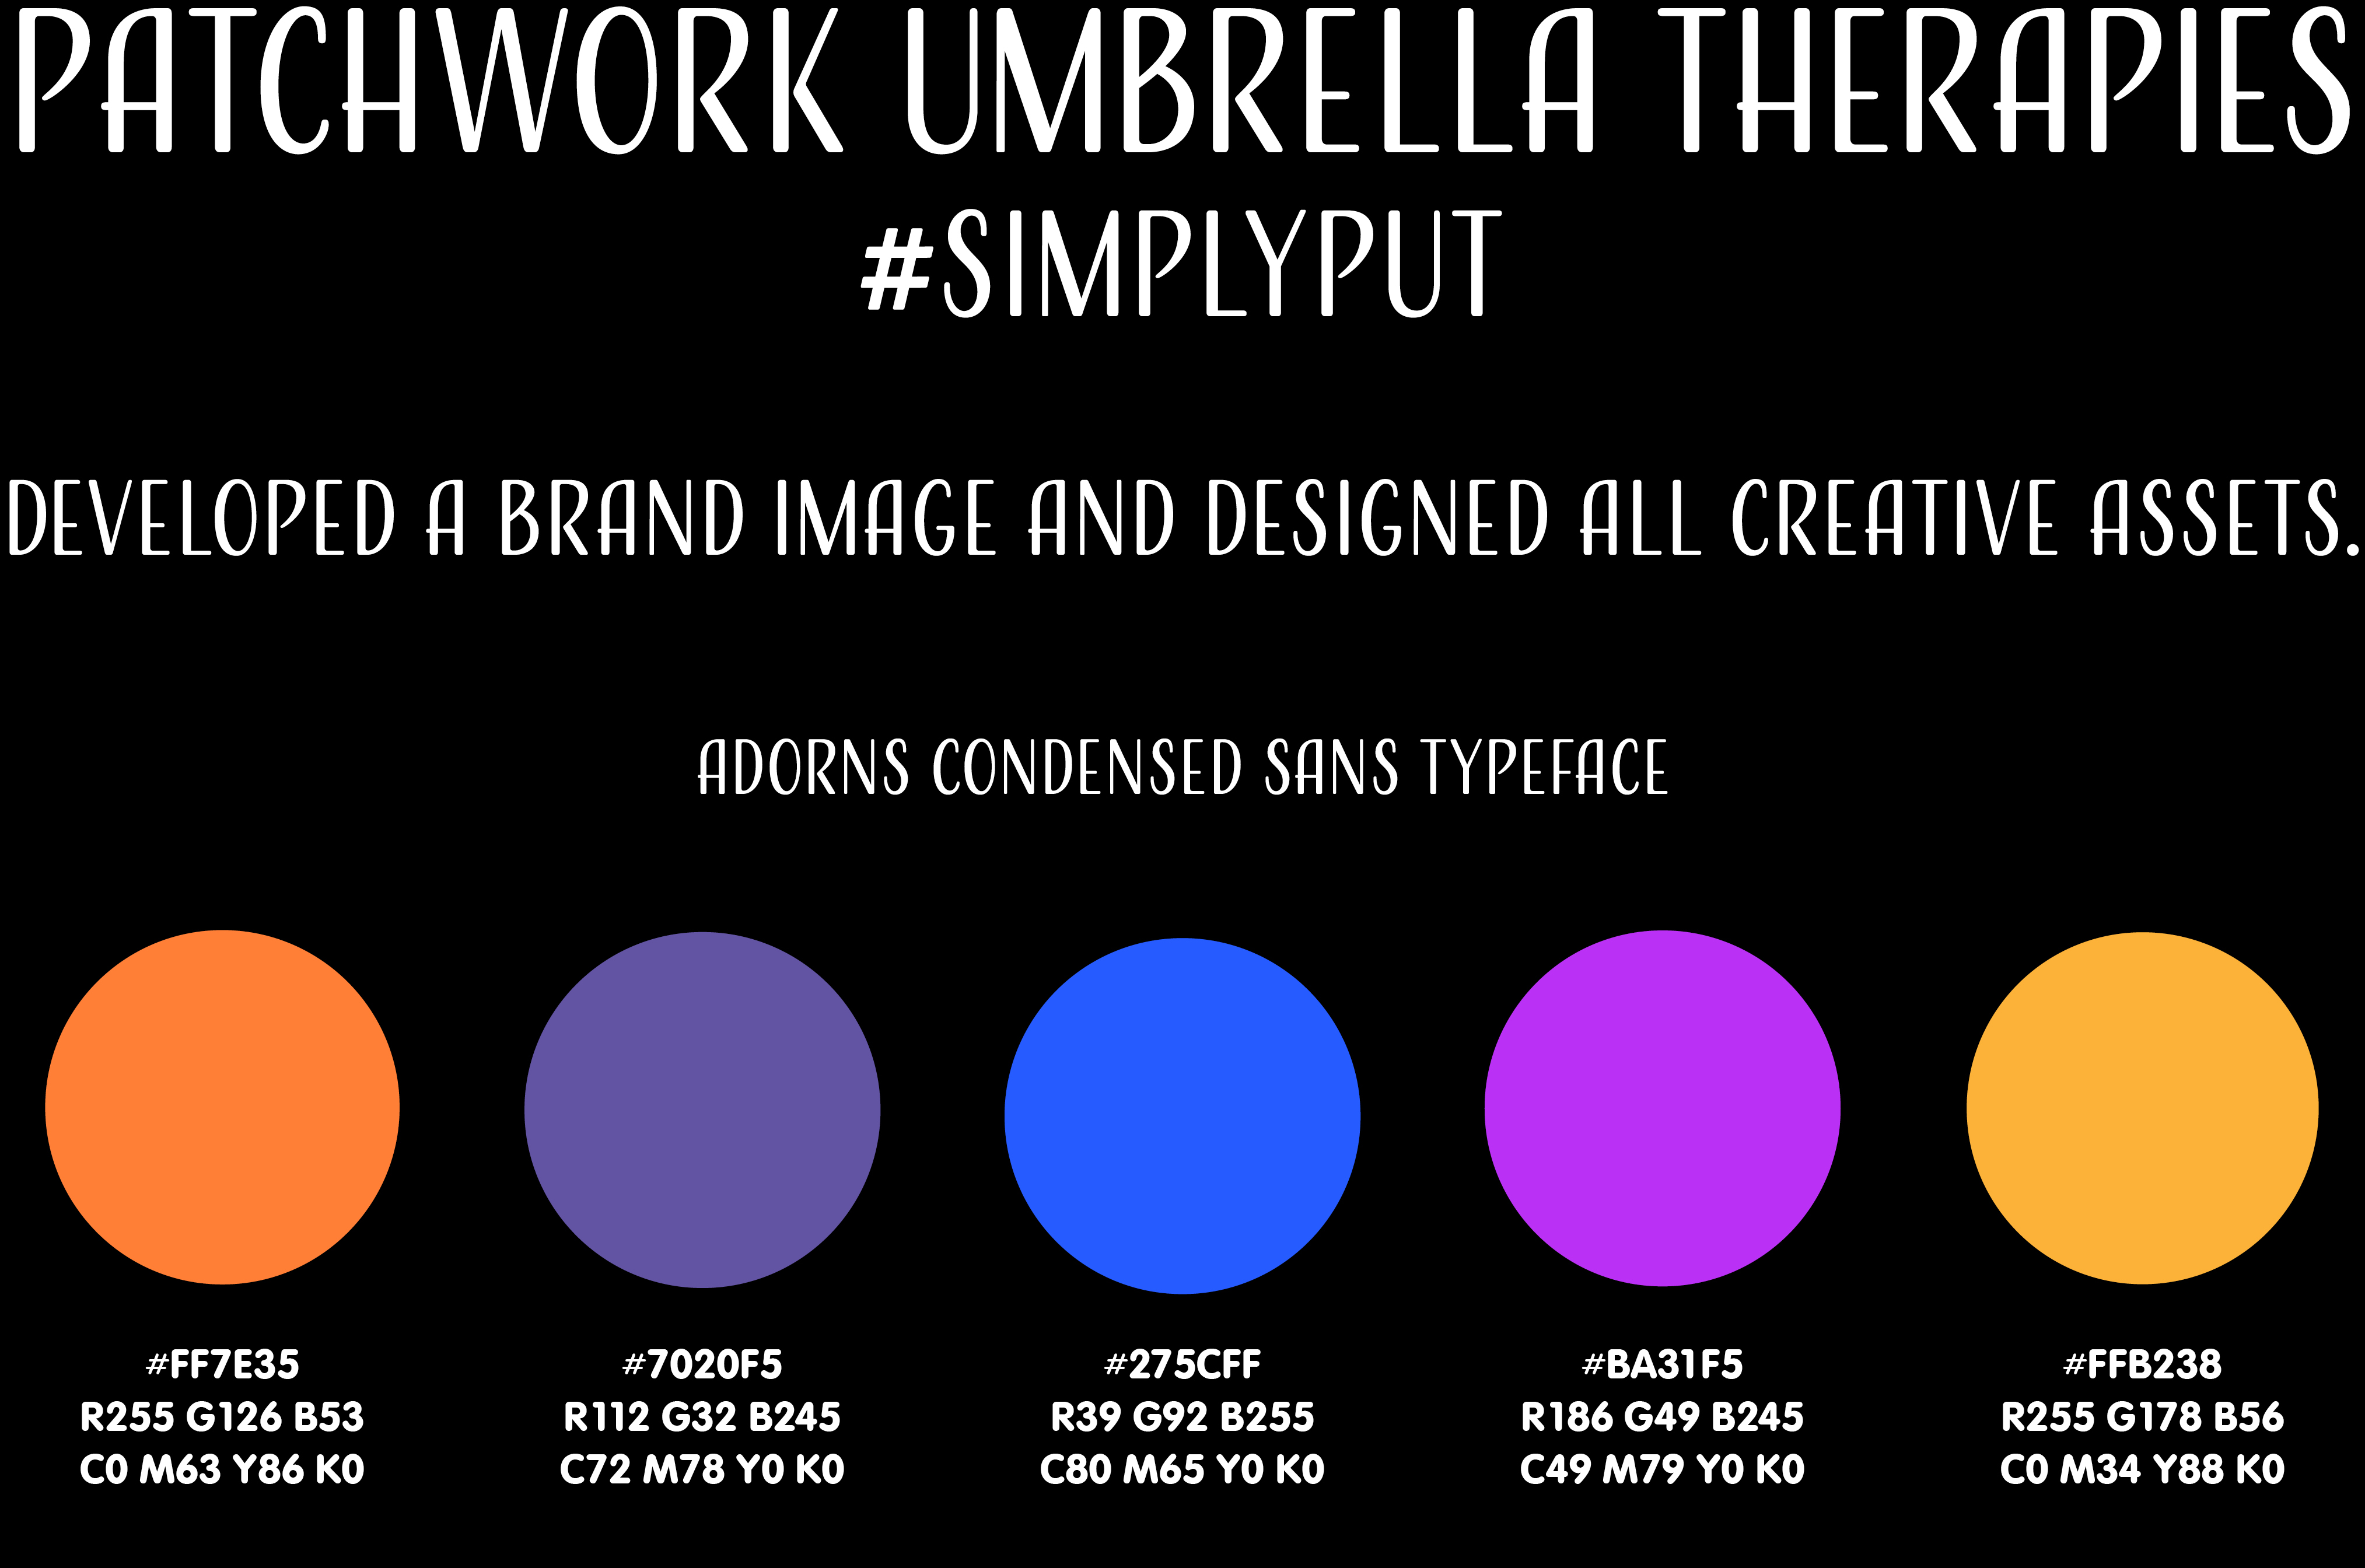 PATCHWORK UMBRELLA THERAPIES
#SIMPLYPUT
DEVELOPED A BRAND IMAGE AND DESIGNED ALL CREATIVE ASSETS.
ADORNS CONDENSED SANS TYPEFACE
#FF7E35 #7020F5 #275CFF #BA31F5 #FFB238
R255 G126 B53 R112 G32 B245 R39 G92 B255 R186 G49 B245 R255 G178 B56
C0 M63 Y86 K0 C72 M78 Y0 K0 C80 M65 Y0 K0 C49 M79 Y0 K0 C0 M34 Y88 K0